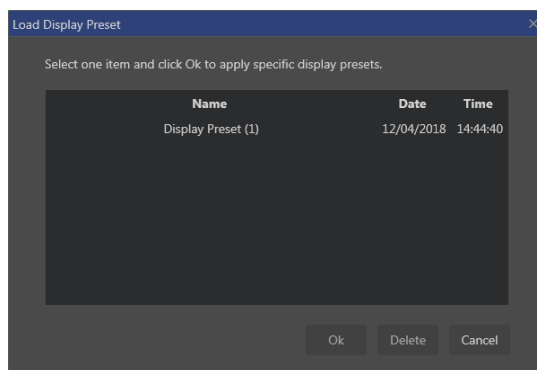 Load Display Preset
Select one item and click Ok to apply specific display presets.
Name Date Time
Display Preset (1) 12/04/2018 14:44:40
Ok Delete Cancel